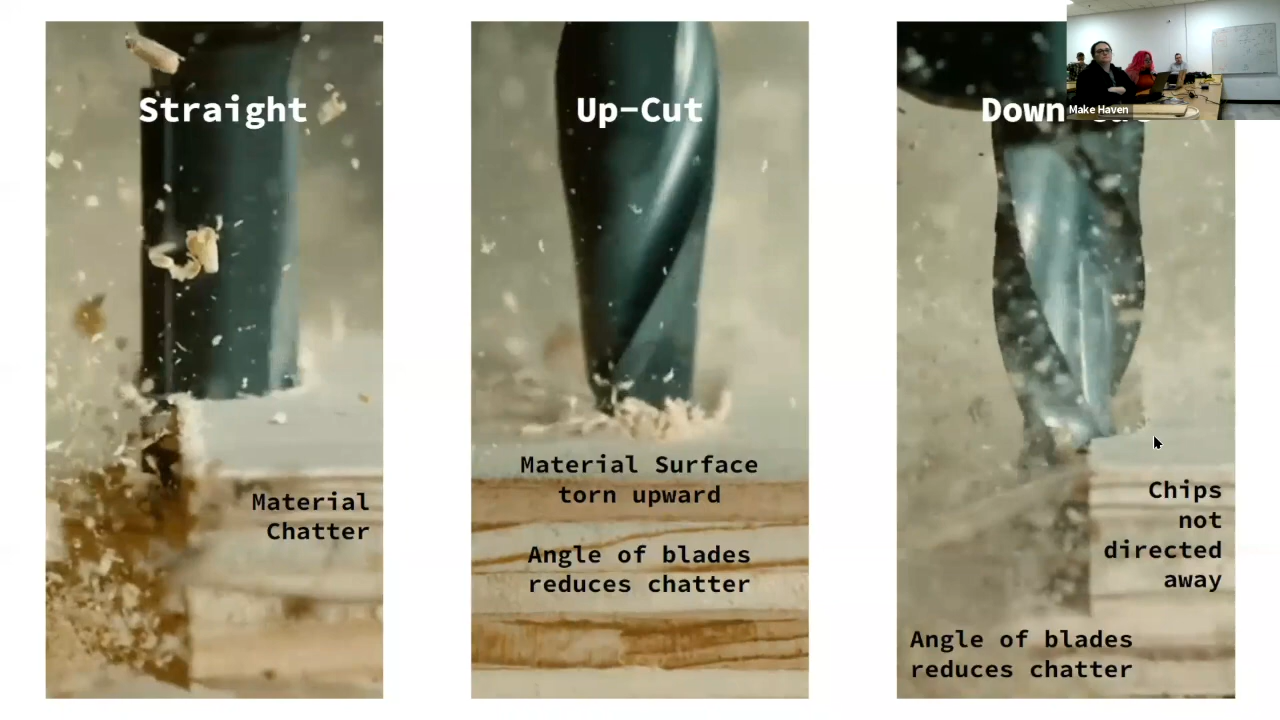 Straight
Material
Chatter
Up-Cut
Material Surface
torn upward
Angle of blades
reduces chatter
Down
Make Haven
Chips
not
directed
away
Angle of blades
reduces chatter